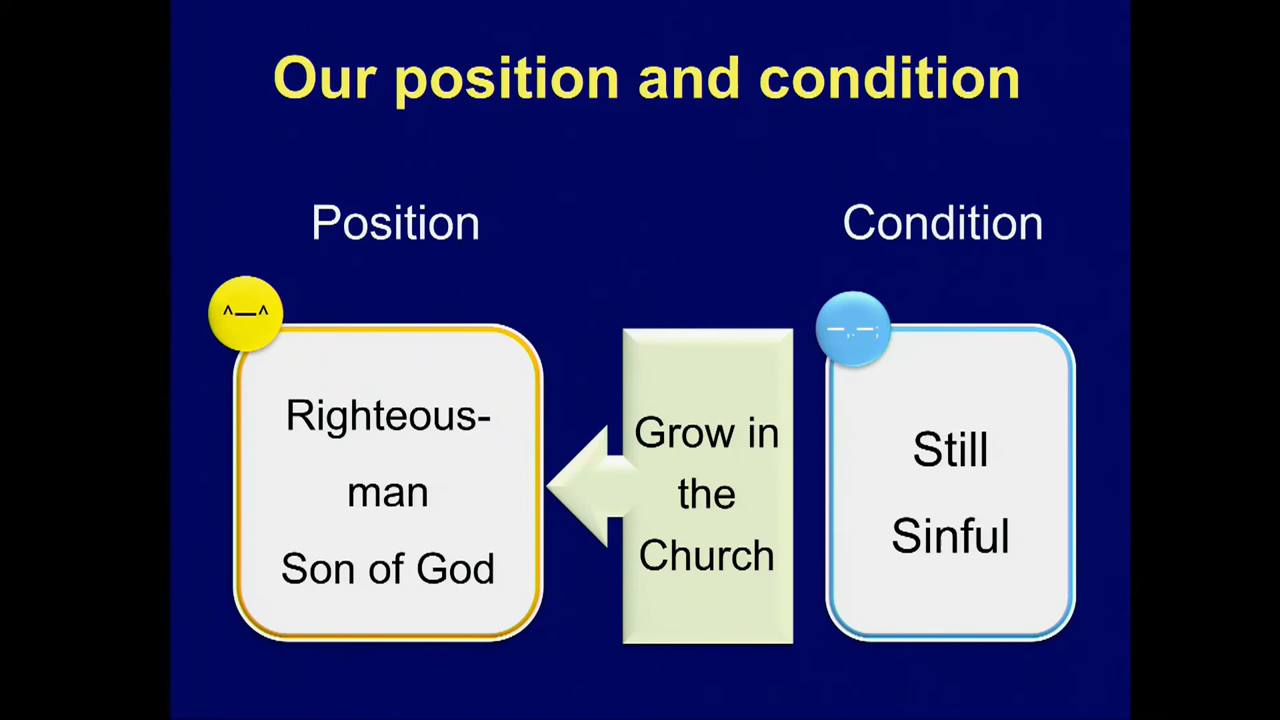 Our position and condition
Position
Condition
^—^
Righteous-
man
Son of God
Grow in
the
Church
—,—;
Still
Sinful